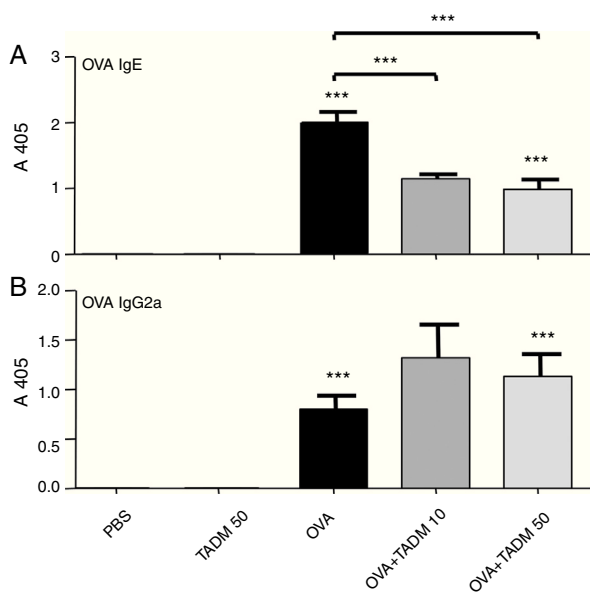 ***
A
3
OVA IgE
***
***
2
A 405
***
1
0
B
2.0
OVA IgG2a
1.5
***
***
A 405
1.0
0.5
0.0
PBS
TADM 50
OVA
OVA+TADM 10
OVA+TADM 50